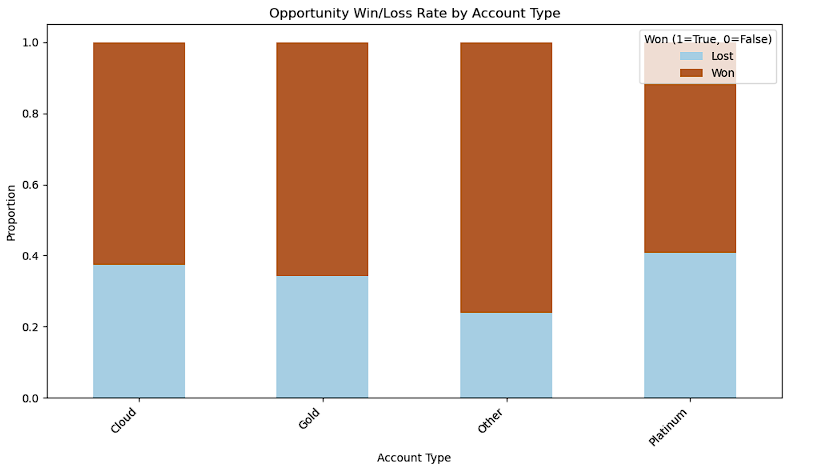 Opportunity Win/Loss Rate by Account Type
Won (1=True, 0=False)
Lost
Won
Proportion
1.0
0.8
0.6
0.4
0.2
0.0
Cloud
Gold
Other
Platinum
Account Type